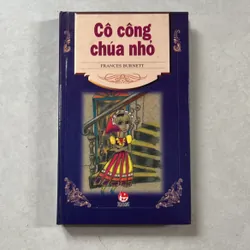 Cô công
chúa nhỏ
FRANCES BURNETT